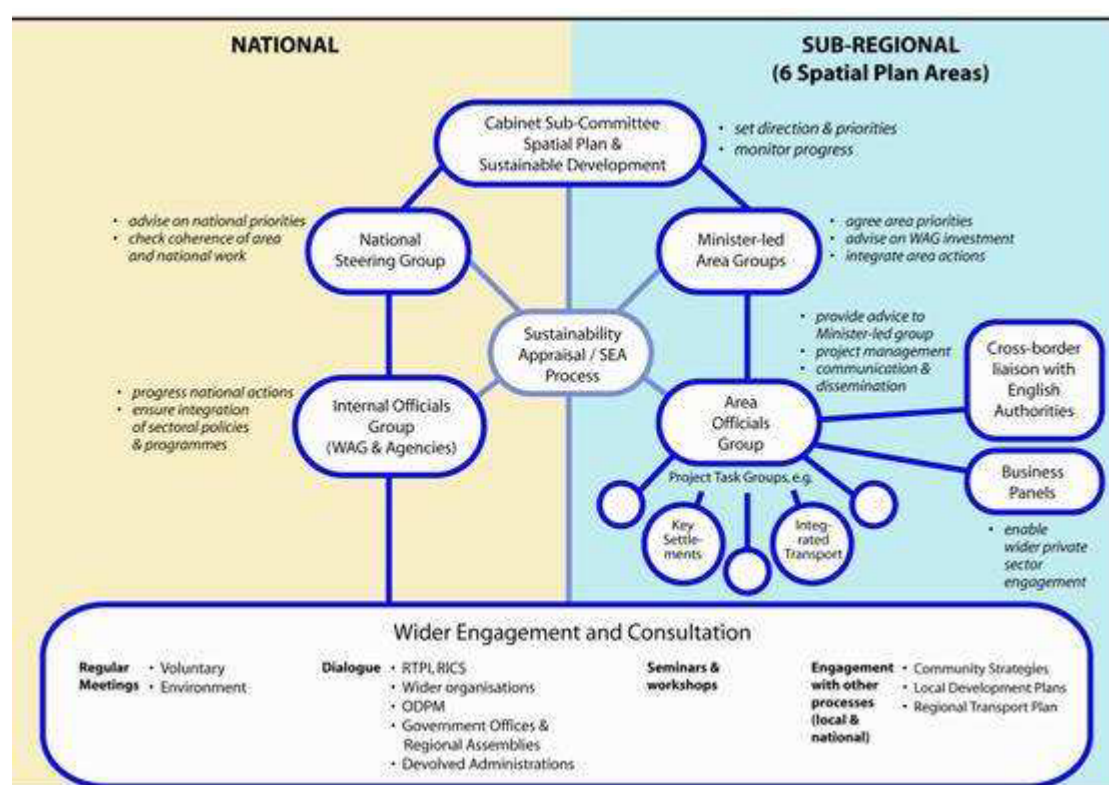 NATIONAL
SUB-REGIONAL
(6 Spatial Plan Areas)
Cabinet Sub-Committee
Spatial Plan &
Sustainable Development
• set direction & priorities
• monitor progress
• advise on national priorities
• check coherence of area
and national work
National
Steering Group
Minister-led
Area Groups
• agree area priorities
• advise on WAG investment
• integrate area actions
Sustainability
Appraisal / SEA
Process
• provide advice to
Minister-led group
• project management
• communication &
dissemination
Cross-border
liaison with
English
Authorities
• progress national actions
• ensure integration
of sectoral policies
& programmes
Internal Officials
Group
(WAG & Agencies)
Area
Officials
Group
Business
Panels
• enable
wider private
sector
engagement
Project Task Groups, e.g.
Key
Settle-
ments
Integ-
rated
Transport
Wider Engagement and Consultation
Regular
Meetings
• Voluntary
• Environment
Dialogue
• RTPI, RICS
• Wider organisations
• ODPM
• Government Offices &
Regional Assemblies
• Devolved Administrations
Seminars &
workshops
Engagement
with other
processes
(local &
national)
• Community Strategies
• Local Development Plans
• Regional Transport Plan